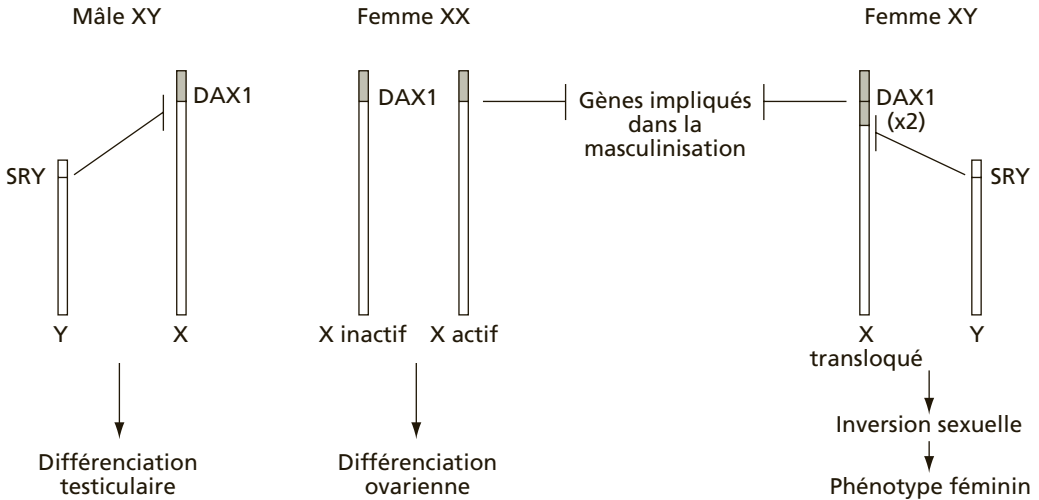 Mâle XY
Femme XX
Femme XY
DAX1
SRY
Y
X
DAX1
X inactif
X actif
Gènes impliqués
dans la
masculinisation
DAX1
(x2)
SRY
X
transloqué
Y
Différenciation
testiculaire
Différenciation
ovarienne
Inversion sexuelle
Phénotype féminin